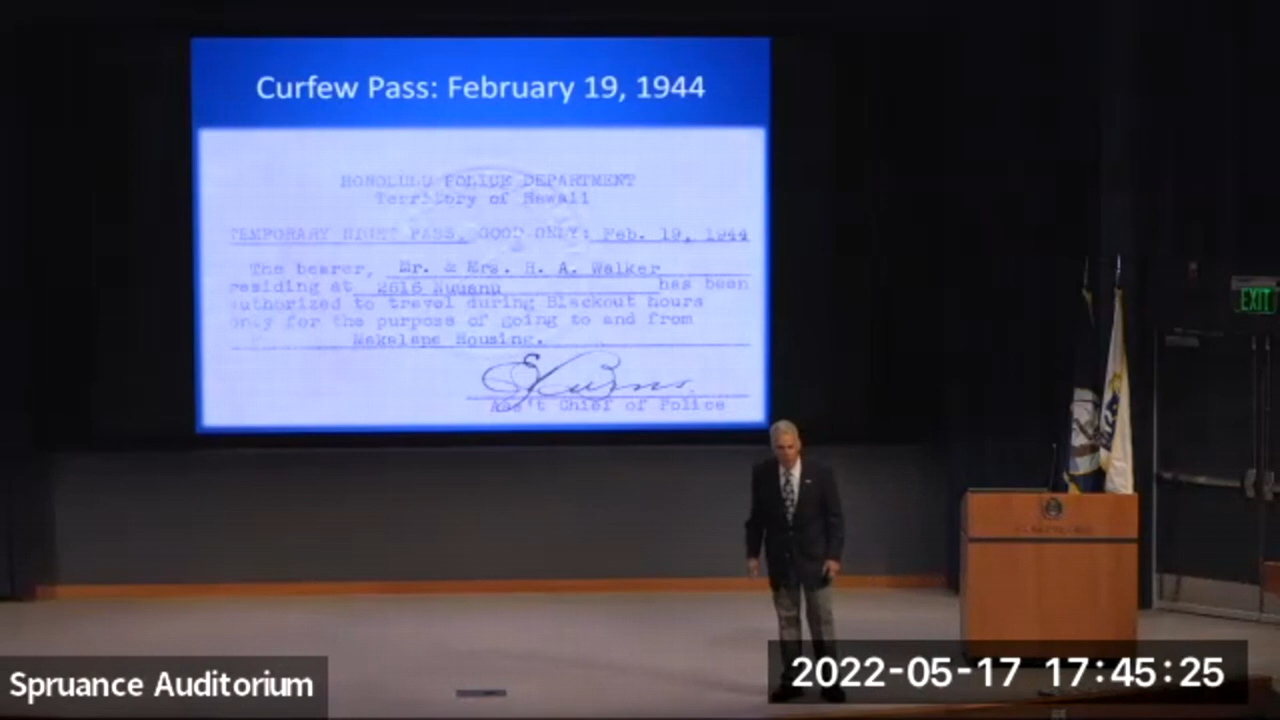 Curfew Pass: February 19, 1944
HONOLULU POLICE DEPARTMENT
Territory of Hawaii
TEMPORARY NIGHT PASS, GOOD ONLY: Feb. 19, 1944
The bearer, Mr. & Mrs. H. A. Walker
residing at 2616 Nuuanu has been
authorized to travel during Blackout hours
only for the purpose of going to and from
Makalapa Housing.
Ass't Chief of Police
EXIT
Spruance Auditorium
2022-05-17 17:45:25